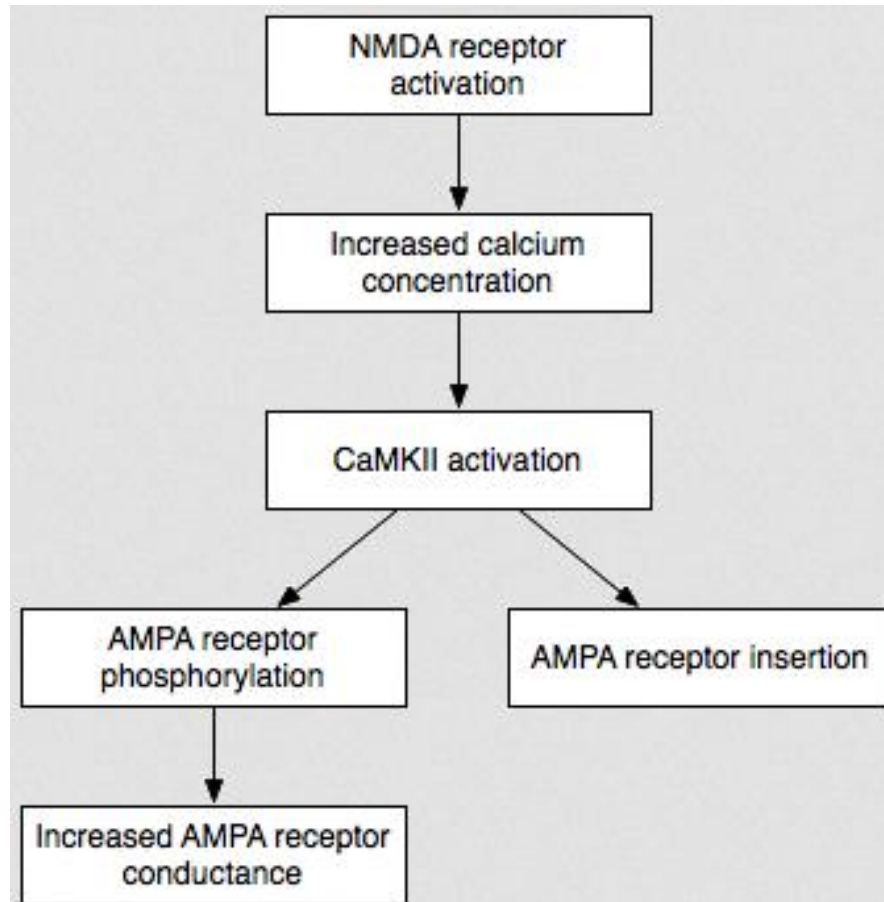 NMDA receptor
activation
Increased calcium
concentration
CaMKII activation
AMPA receptor
phosphorylation
AMPA receptor insertion
Increased AMPA receptor
conductance